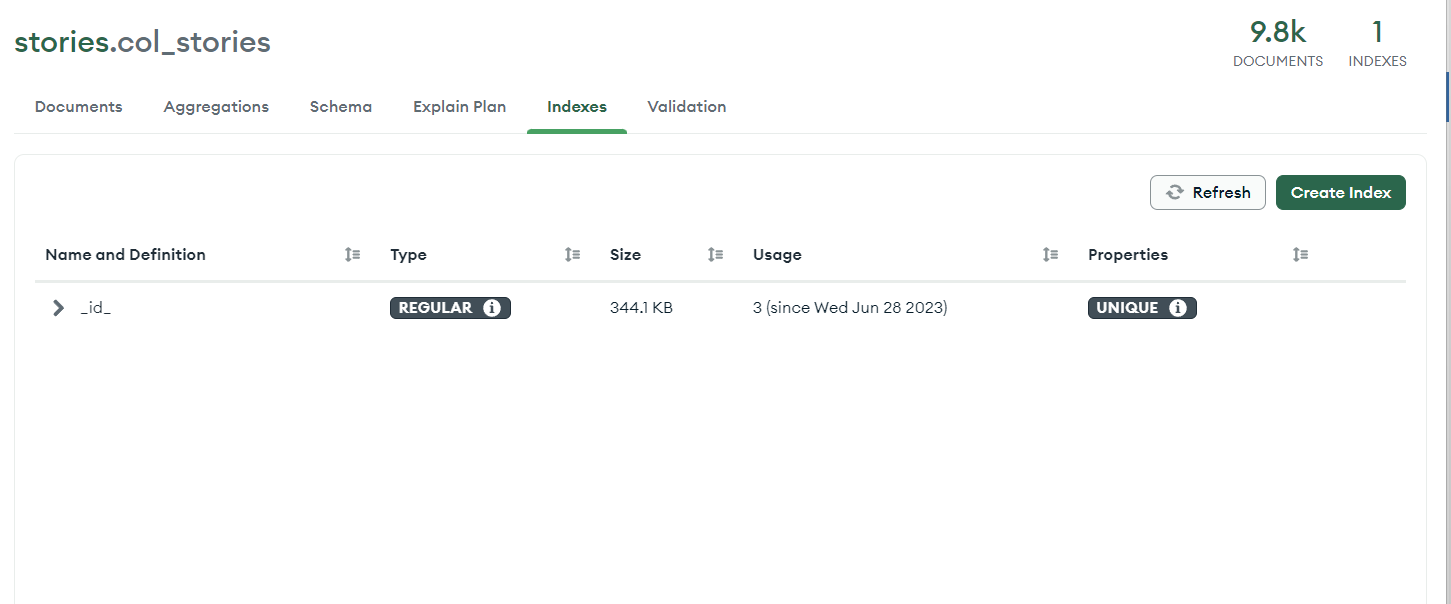 stories.col_stories
9.8k
DOCUMENTS
1
INDEXES
Documents Aggregations Schema Explain Plan Indexes Validation
Refresh Create Index
Name and Definition Type Size Usage Properties
_id_ REGULAR 344.1 KB 3 (since Wed Jun 28 2023) UNIQUE